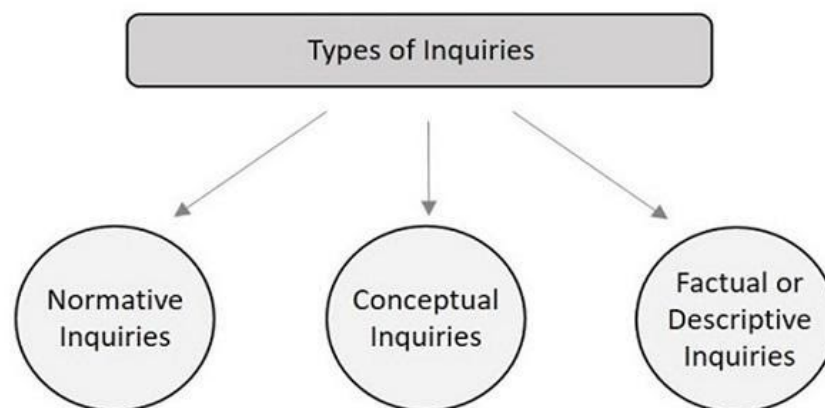 Types of Inquiries
Normative
Inquiries
Conceptual
Inquiries
Factual or
Descriptive
Inquiries